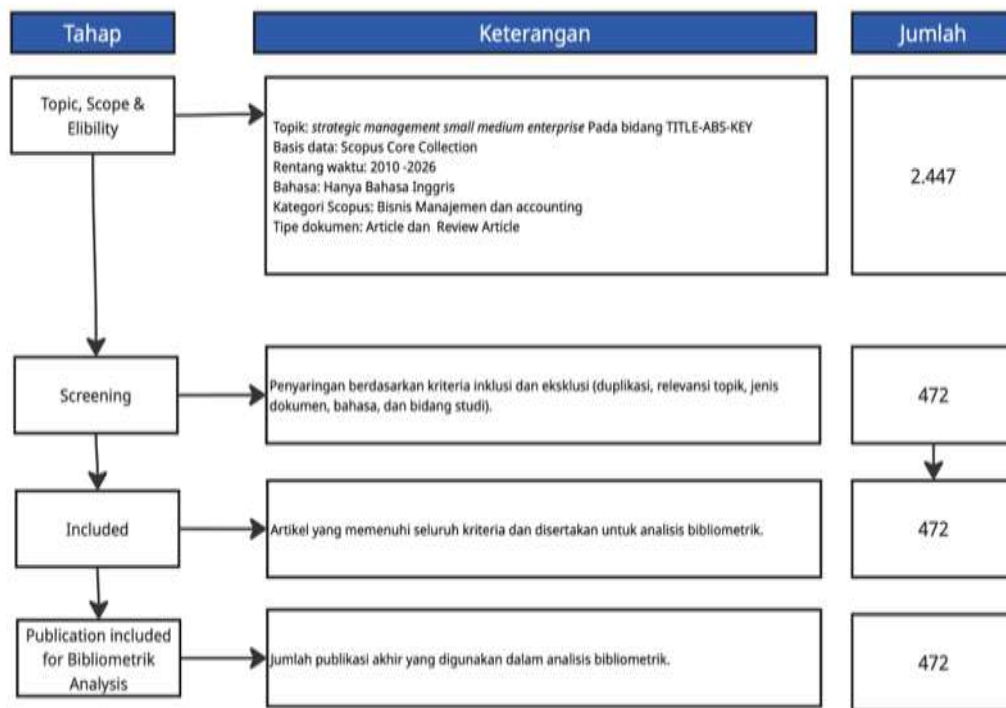 Tahap
Keterangan
Jumlah
Topic, Scope &
Elibility
Topik: strategic management small medium enterprise Pada bidang TITLE-ABS-KEY
Basis data: Scopus Core Collection
Rentang waktu: 2010 -2026
Bahasa: Hanya Bahasa Inggris
Kategori Scopus: Bisnis Manajemen dan accounting
Tipe dokumen: Article dan Review Article
2.447
Screening
Penyaringan berdasarkan kriteria inklusi dan eksklusi (duplikasi, relevansi topik, jenis
dokumen, bahasa, dan bidang studi).
472
Included
Artikel yang memenuhi seluruh kriteria dan disertakan untuk analisis bibliometrik.
472
Publication included
for Bibliometrik
Analysis
Jumlah publikasi akhir yang digunakan dalam analisis bibliometrik.
472